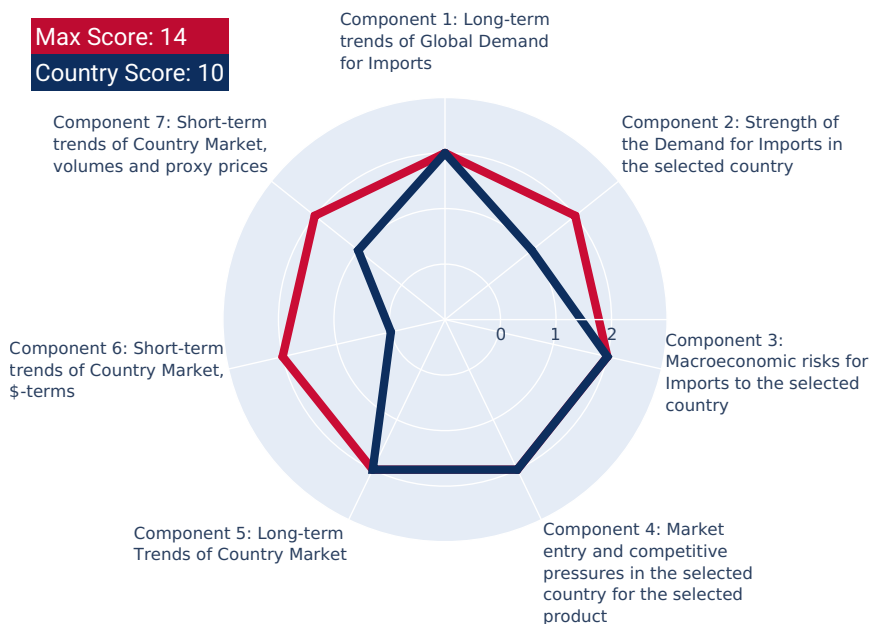 Max Score: 14
Country Score: 10
Component 1: Long-term
trends of Global Demand
for Imports
Component 2: Strength of
the Demand for Imports in
the selected country
Component 3:
Macroeconomic risks for
Imports to the selected
country
Component 4: Market
entry and competitive
pressures in the selected
country for the selected
product
Component 5: Long-term
Trends of Country Market
Component 6: Short-term
trends of Country Market,
$-terms
Component 7: Short-term
trends of Country Market,
volumes and proxy prices
0
1
2